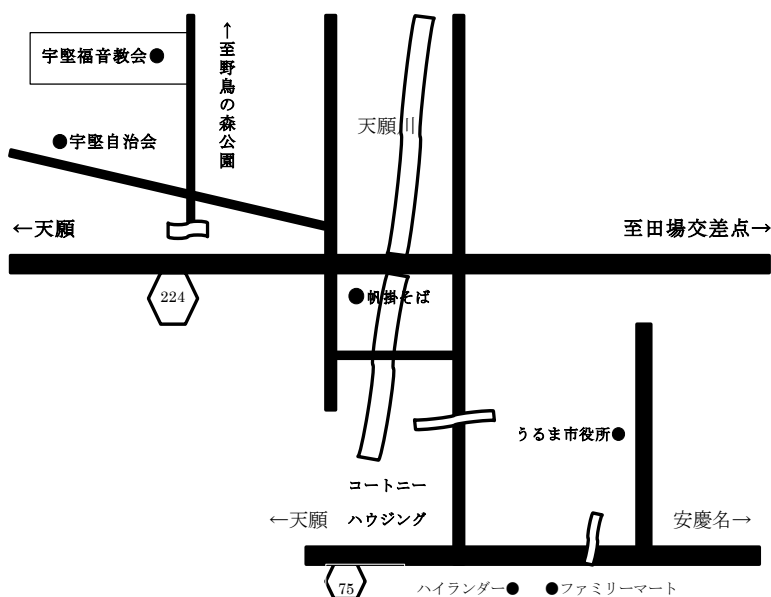 宇堅福音教会●
↑至野鳥の森公園
●宇堅自治会
天願川
←天願
至田場交差点→
224
●帆掛そば
うるま市役所●
コートニー
ハウジング
←天願
安慶名→
75
ハイランダー●
●ファミリーマート